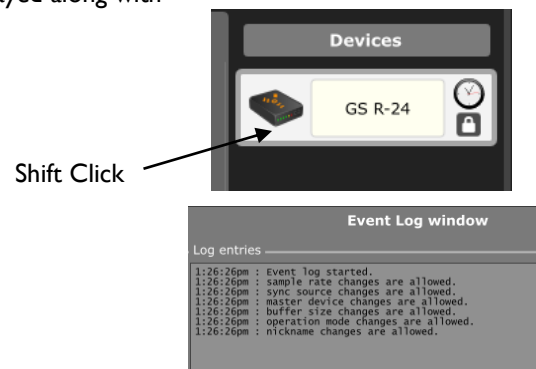 along with
Devices
GS R-24
Shift Click
Event Log window
Log entries
1:26:26pm : Event log started.
1:26:26pm : sample rate changes are allowed.
1:26:26pm : sync source changes are allowed.
1:26:26pm : master device changes are allowed.
1:26:26pm : buffer size changes are allowed.
1:26:26pm : operation mode changes are allowed.
1:26:26pm : nickname changes are allowed.